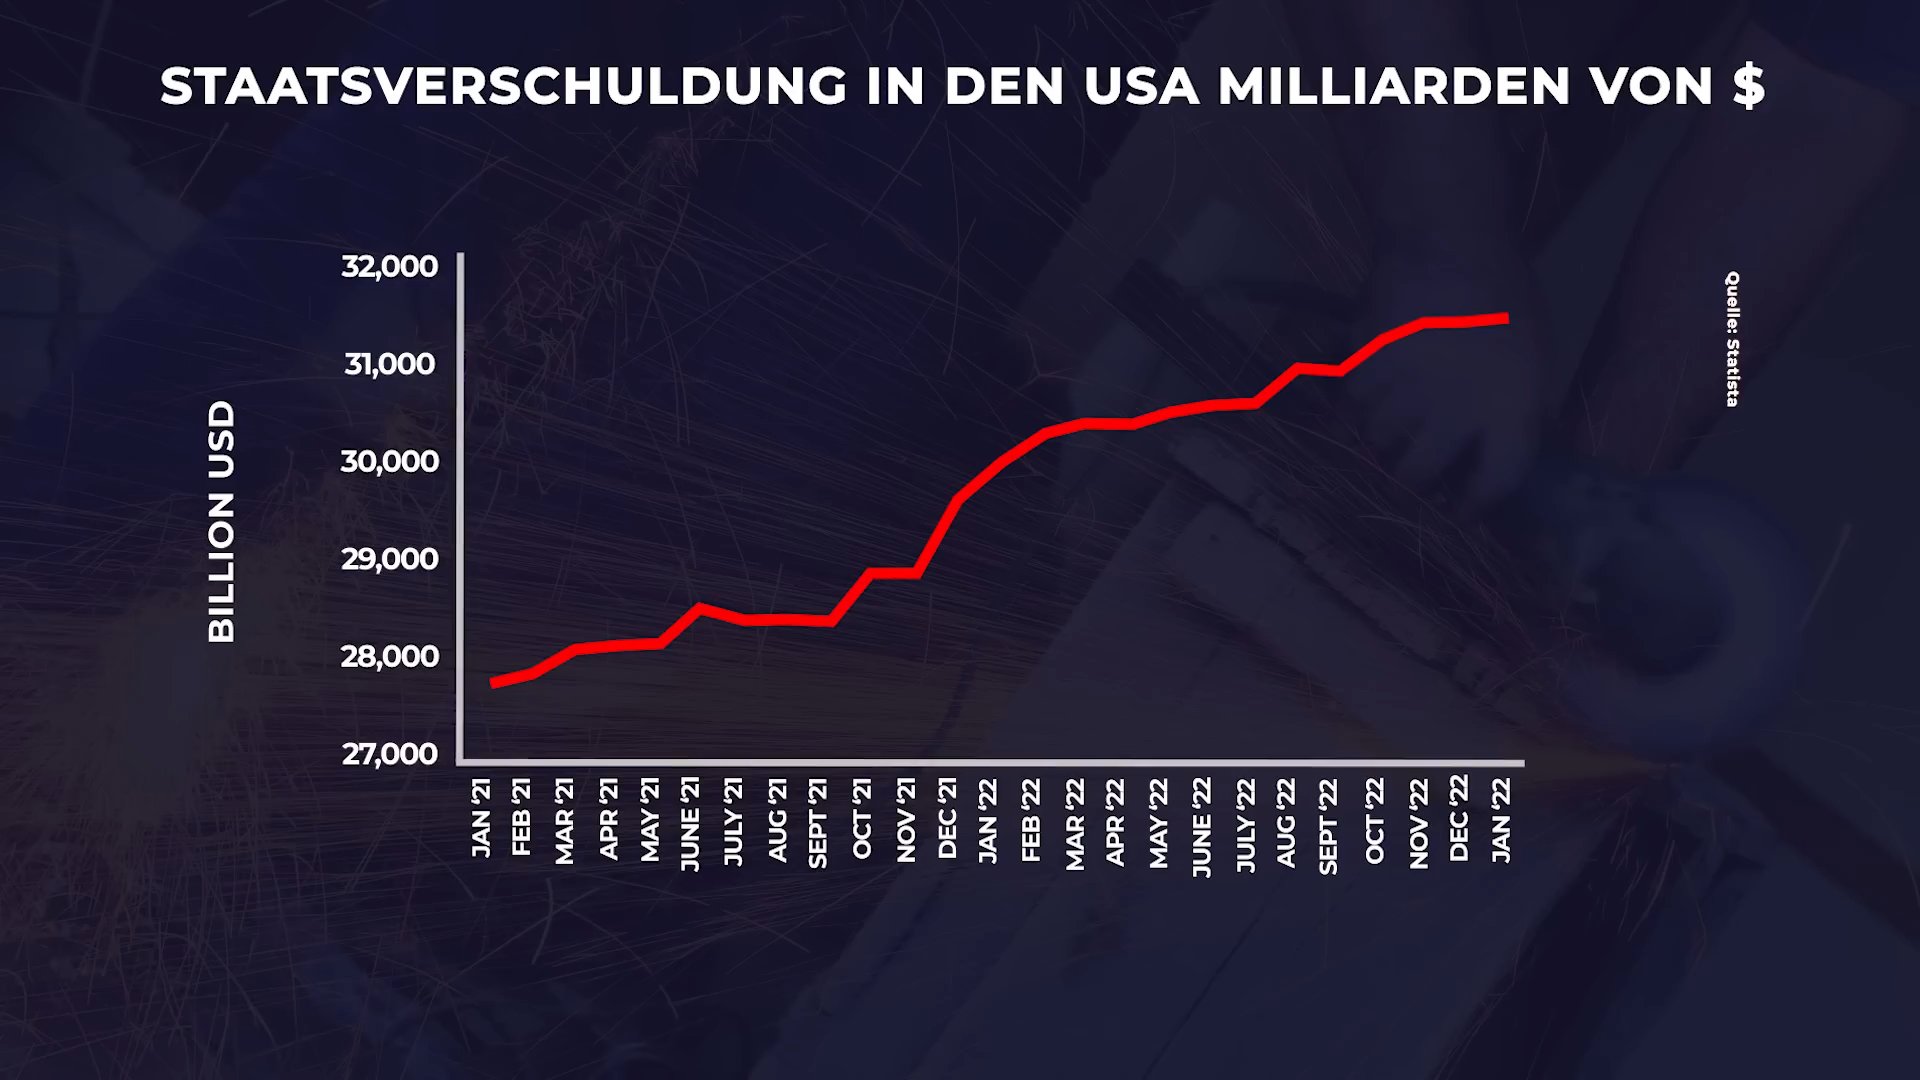 STAATSVERSCHULDUNG IN DEN USA MILLIARDEN VON $
32,000
31,000
30,000
29,000
28,000
27,000
BILLION USD
Quelle: Statista
JAN ‘21
FEB ‘21
MAR ‘21
APR ‘21
MAY ‘21
JUNE ‘21
JULY ‘21
AUG ‘21
SEPT ‘21
OCT ‘21
NOV ‘21
DEC ‘21
JAN ‘22
FEB ‘22
MAR ‘22
APR ‘22
MAY ‘22
JUNE ‘22
JULY ‘22
AUG ‘22
SEPT ‘22
OCT ‘22
NOV ‘22
DEC ‘22
JAN ‘22